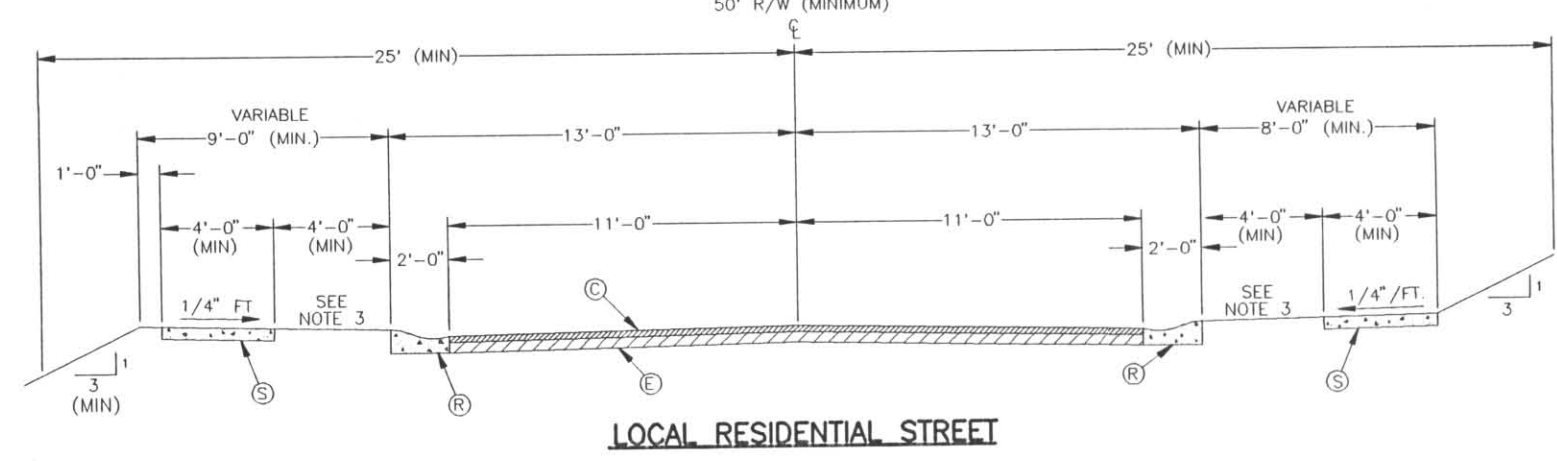 50' R/W (MINIMUM)
℄
25' (MIN) 25' (MIN)
VARIABLE VARIABLE
9'-0" (MIN.) 13'-0" 13'-0" 8'-0" (MIN.)
1'-0"
4'-0" 4'-0" 11'-0" 11'-0" 4'-0" 4'-0"
(MIN) (MIN) (MIN) (MIN)
2'-0" 2'-0"
1/4" FT SEE C SEE 1/4"/FT.
NOTE 3 NOTE 3
1 3
1
3
(MIN)
S R E R S
LOCAL RESIDENTIAL STREET